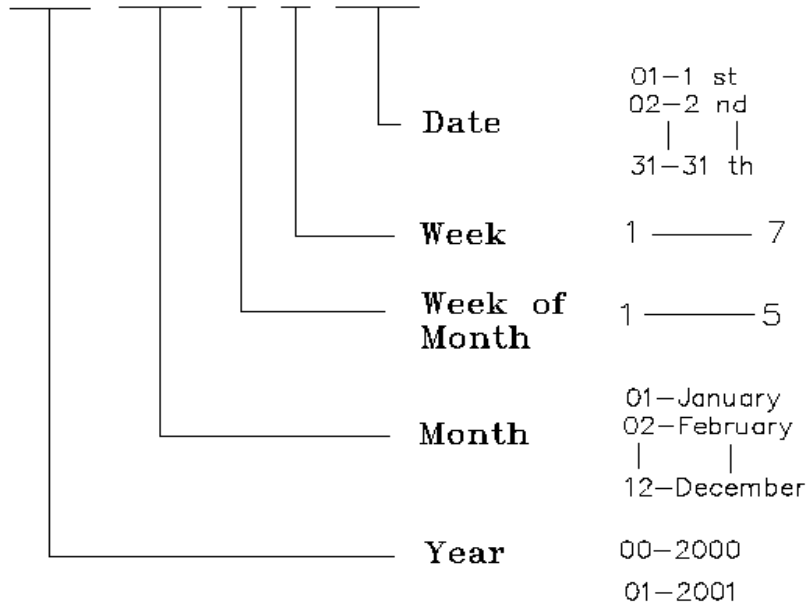 01-1 st
02-2 nd
Date
31-31 th
Week 1 7
Week of
Month 1 5
01-January
02-February
Month
12-December
Year 00-2000
01-2001